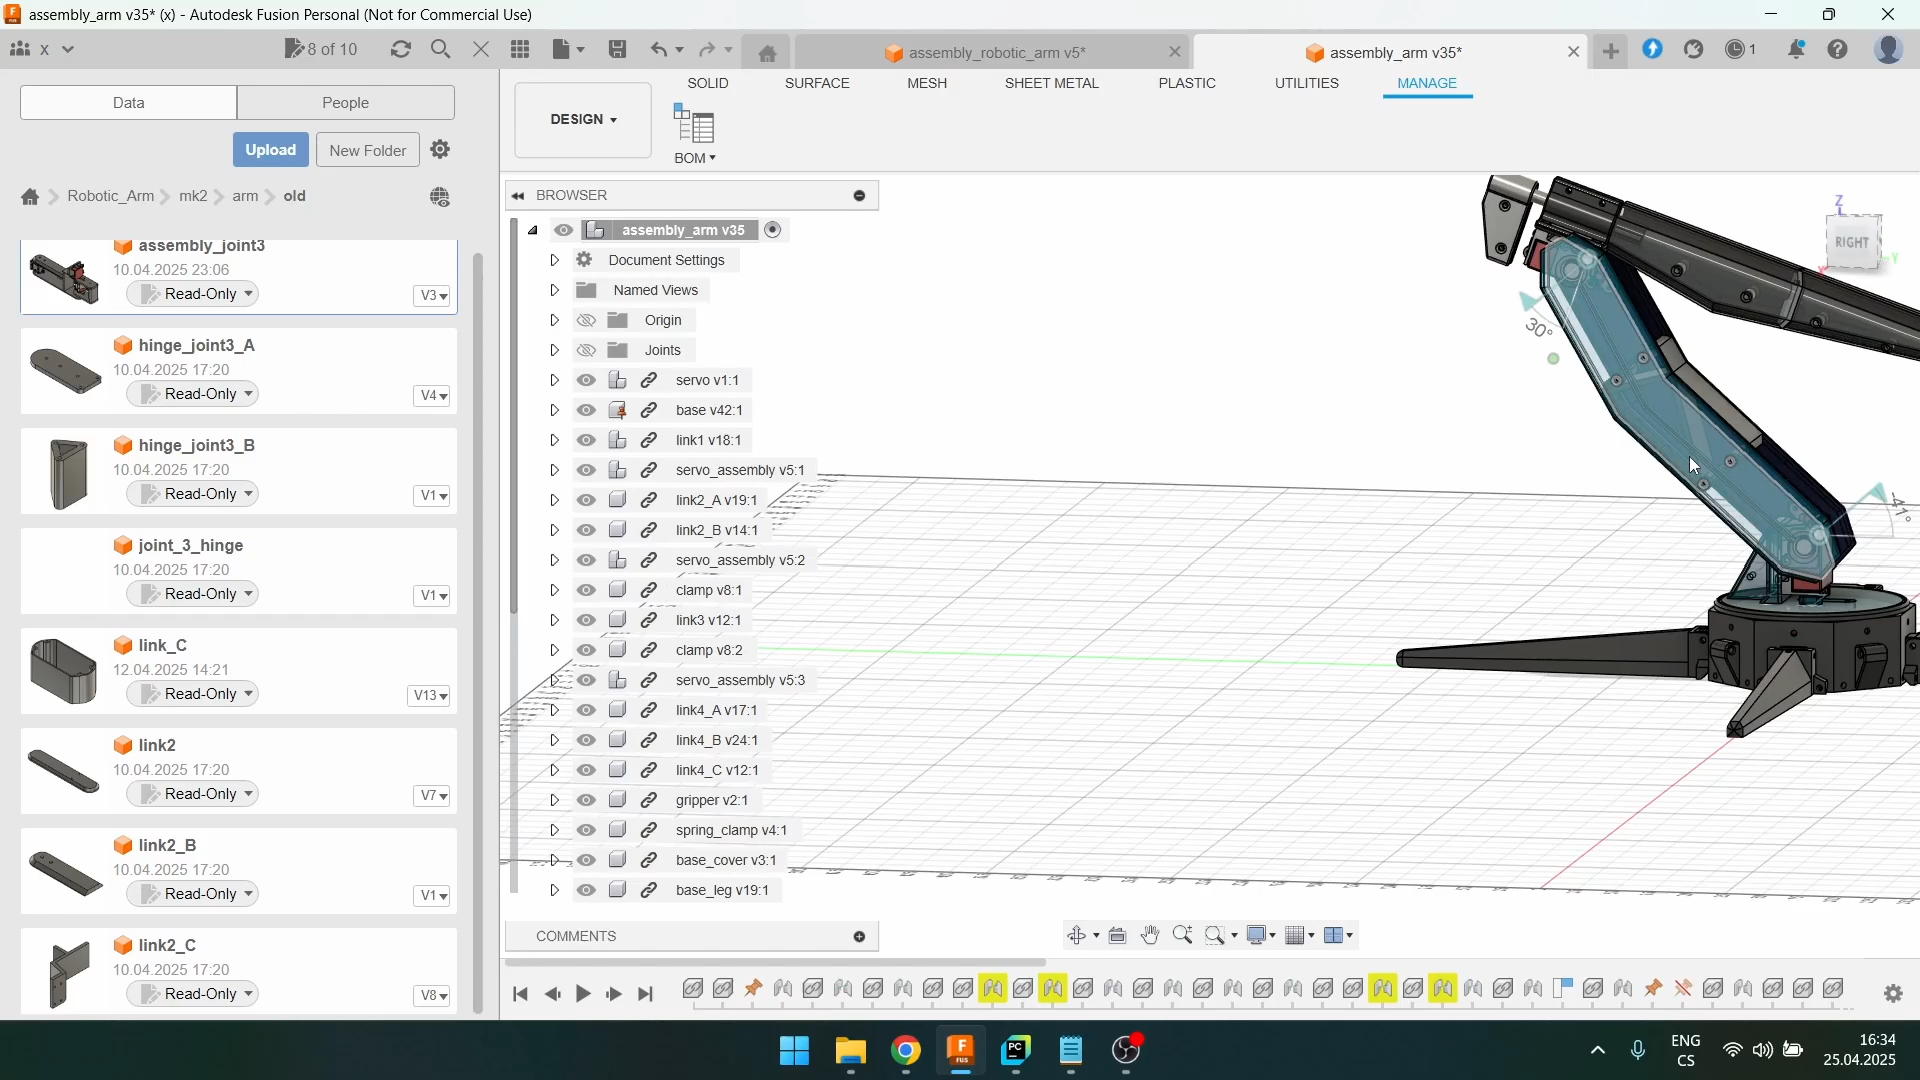 assembly_arm v35* (x) - Autodesk Fusion Personal (Not for Commercial Use)
x
8 of 10
assembly_robotic_arm v5*
assembly_arm v35*
1
Data
People
Upload
New Folder
Robotic_Arm
mk2
arm
old
assembly_joint3
10.04.2025 23:06
Read-Only
V3
hinge_joint3_A
10.04.2025 17:20
Read-Only
V4
hinge_joint3_B
10.04.2025 17:20
Read-Only
V1
joint_3_hinge
10.04.2025 17:20
Read-Only
V1
link_C
12.04.2025 14:21
Read-Only
V13
link2
10.04.2025 17:20
Read-Only
V7
link2_B
10.04.2025 17:20
Read-Only
V1
link2_C
10.04.2025 17:20
Read-Only
V8
SOLID
SURFACE
MESH
SHEET METAL
PLASTIC
UTILITIES
MANAGE
DESIGN
BOM
BROWSER
assembly_arm v35
Document Settings
Named Views
Origin
Joints
servo v1:1
base v42:1
link1 v18:1
servo_assembly v5:1
link2_A v19:1
link2_B v14:1
servo_assembly v5:2
clamp v8:1
link3 v12:1
clamp v8:2
servo_assembly v5:3
link4_A v17:1
link4_B v24:1
link4_C v12:1
gripper v2:1
spring_clamp v4:1
base_cover v3:1
base_leg v19:1
Z
RIGHT
Y
30°
-41°
COMMENTS
F
FUS
PC
ENG
CS
16:34
25.04.2025